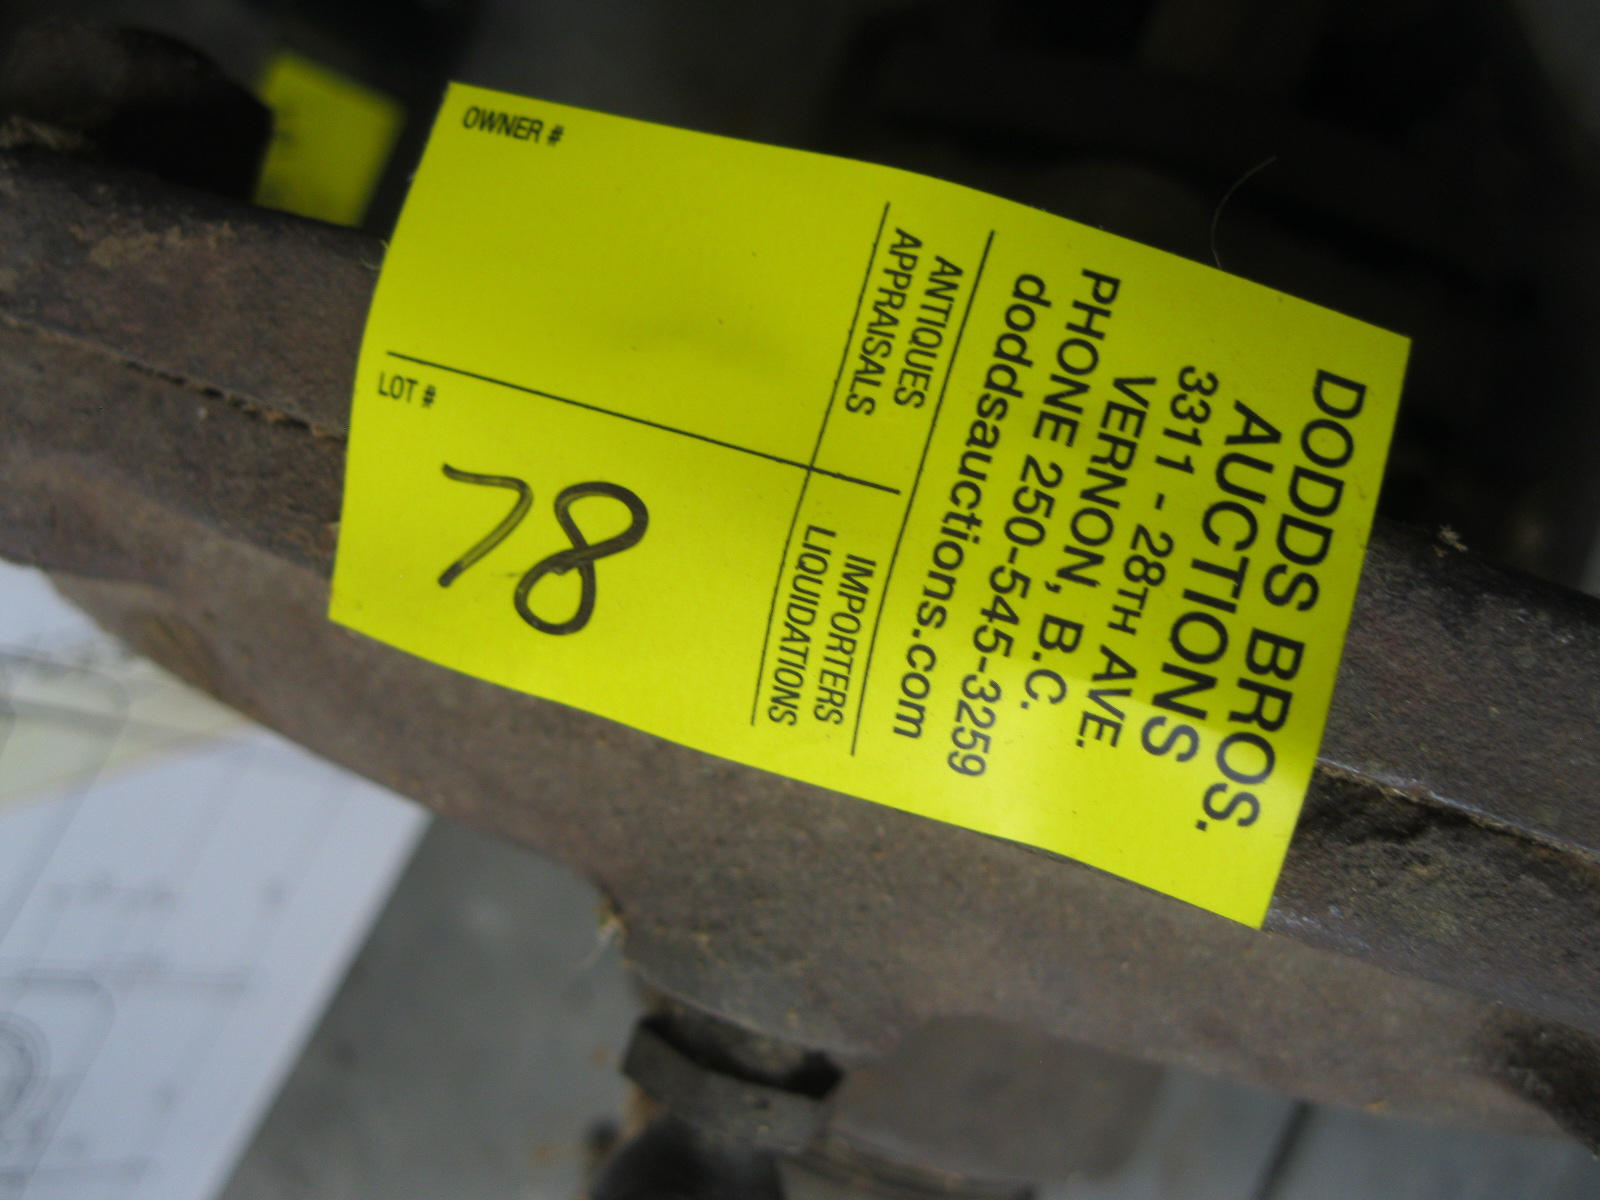 DODDS BROS.
AUCTIONS
3311 - 28TH AVE.
VERNON, B.C.
PHONE 250-545-3259
doddsauctions.com
ANTIQUES
APPRAISALS
IMPORTERS
LIQUIDATIONS
OWNER #
LOT #
78